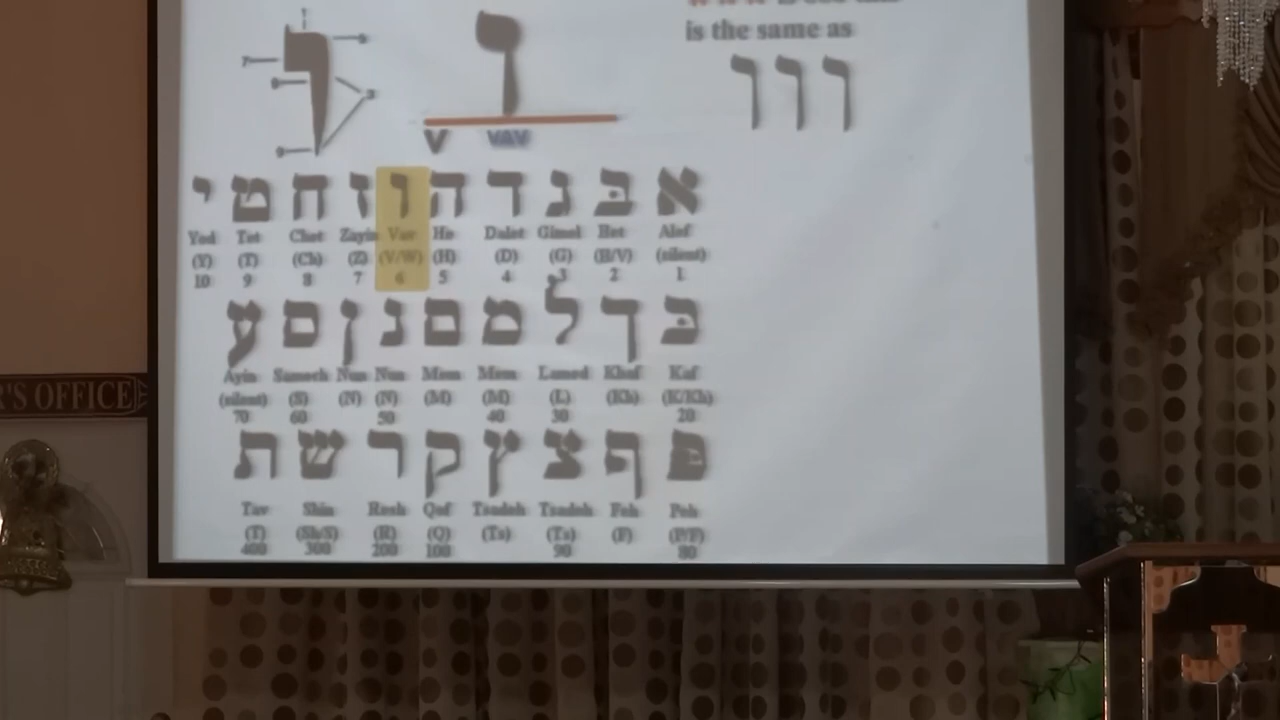 is the same as
ו ו ו
ו
V VAV
א בּ ג ד ה ו ז ח ט י
Yod Tet Chet Zayin Vav He Dalet Gimel Bet Alef
(Y) (T) (Ch) (Z) (V/W) (H) (D) (G) (B/V) (silent)
10 9 8 7 6 5 4 3 2 1
כּ ך ל מ ם נ ן ס ע
Ayin Samech Nun Nun Mem Mem Lamed Khaf Kaf
(silent) (S) (N) (N) (M) (M) (L) (Kh) (K/Kh)
70 60 50 40 30 20
פּ ף צ ץ ק ר ש ת
Tav Shin Resh Qof Tsadeh Tsadeh Feh Peh
(T) (Sh/S) (R) (Q) (Ts) (Ts) (F) (P/F)
400 300 200 100 90 80
R'S OFFICE